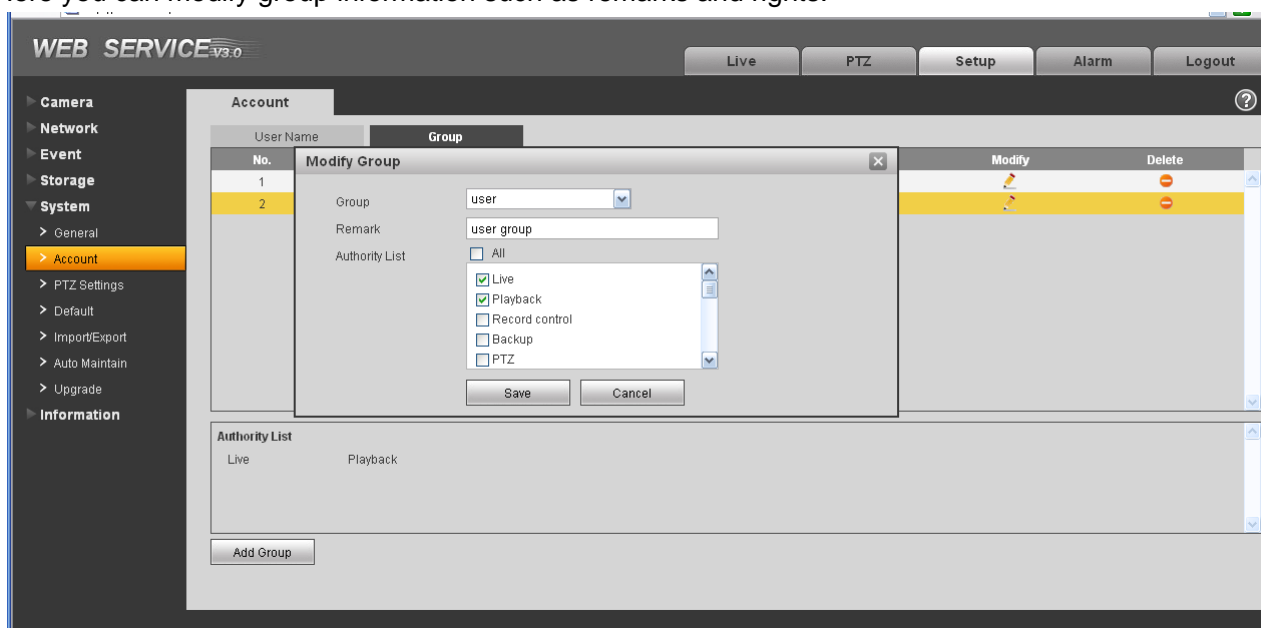 you can modify group information such as remarks and rights.
WEB SERVICE V3.0
Live PTZ Setup Alarm Logout
Camera
Network
Event
Storage
System
> General
> Account
> PTZ Settings
> Default
> Import/Export
> Auto Maintain
> Upgrade
Information
Account ?
User Name Group
No. Modify Delete
1
2
Modify Group
Group user
Remark user group
Authority List All
Live
Playback
Record control
Backup
PTZ
Save Cancel
Authority List
Live Playback
Add Group